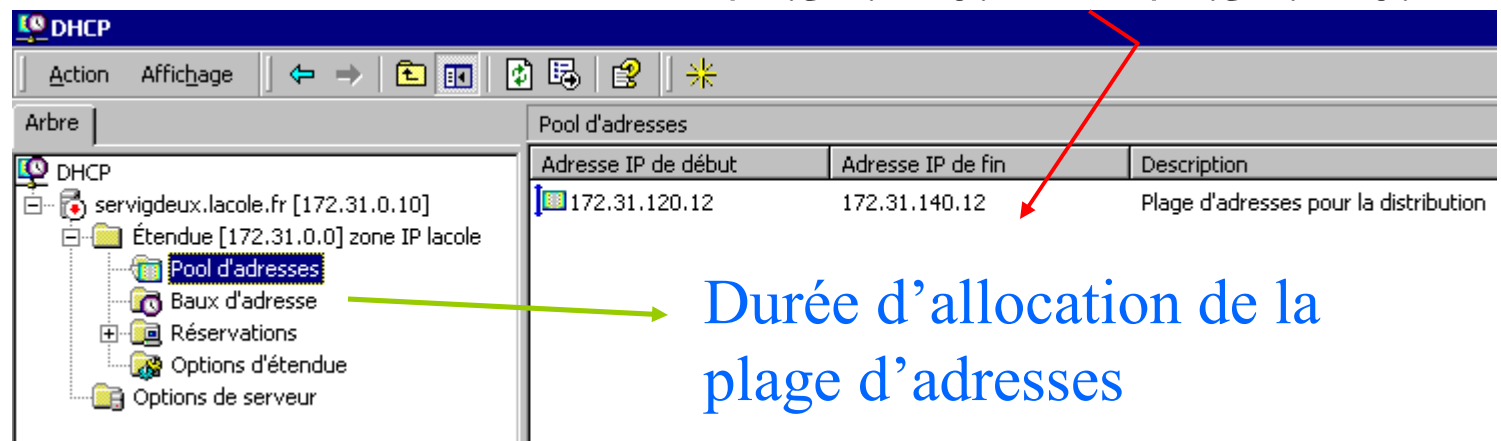 DHCP
Action Affichage
Arbre
Pool d'adresses
Adresse IP de début Adresse IP de fin Description
DHCP
172.31.120.12 172.31.140.12 Plage d'adresses pour la distribution
servigdeux.lacole.fr [172.31.0.10]
Étendue [172.31.0.0] zone IP lacole
Pool d'adresses
Baux d'adresse
Réservations
Options d'étendue
Options de serveur
Durée d’allocation de la
plage d’adresses